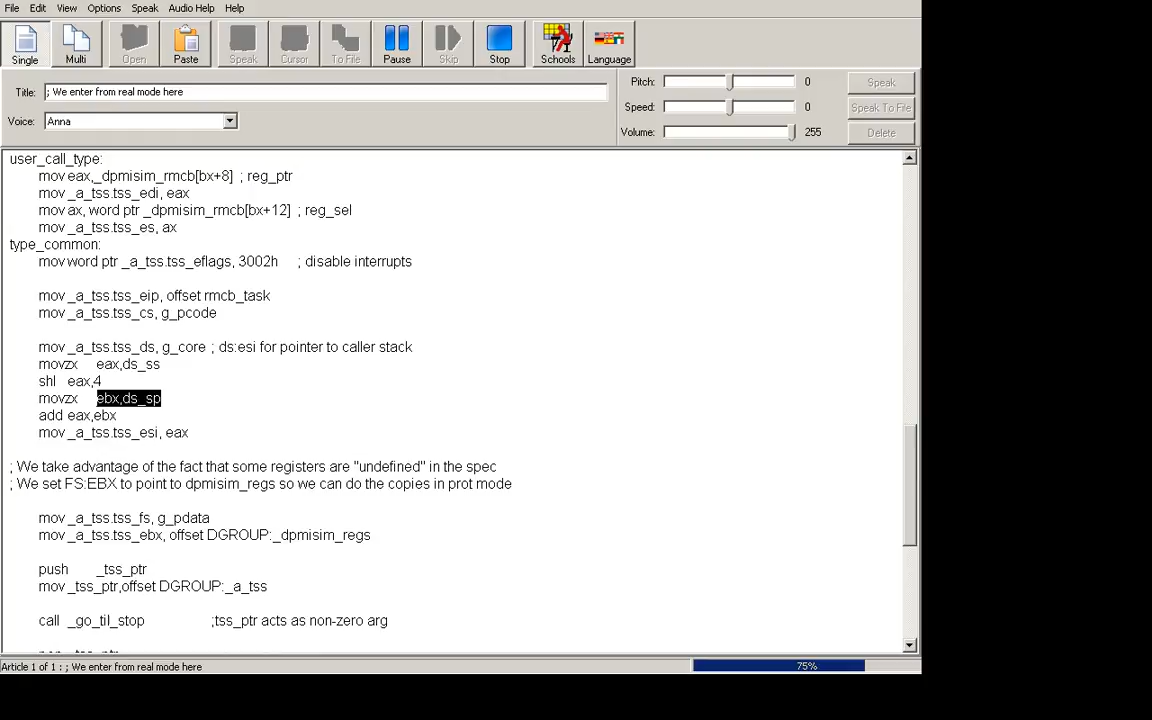 File Edit View Options Speak Audio Help Help
Single Multi Open Paste Speak Cursor To File Pause Skip Stop Schools Language
Title: ; We enter from real mode here
Voice: Anna
Pitch: 0 Speak
Speed: 0 Speak To File
Volume: 255 Delete
user_call_type:
mov eax,_dpmisim_rmcb[bx+8] ; reg_ptr
mov _a_tss.tss_edi, eax
mov ax, word ptr _dpmisim_rmcb[bx+12] ; reg_sel
mov _a_tss.tss_es, ax
type_common:
mov word ptr _a_tss.tss_eflags, 3002h ; disable interrupts
mov _a_tss.tss_eip, offset rmcb_task
mov _a_tss.tss_cs, g_pcode
mov _a_tss.tss_ds, g_core ; ds:esi for pointer to caller stack
movzx eax,ds_ss
shl eax,4
movzx ebx,ds_sp
add eax,ebx
mov _a_tss.tss_esi, eax
; We take advantage of the fact that some registers are "undefined" in the spec
; We set FS:EBX to point to dpmisim_regs so we can do the copies in prot mode
mov _a_tss.tss_fs, g_pdata
mov _a_tss.tss_ebx, offset DGROUP:_dpmisim_regs
push _tss_ptr
mov _tss_ptr,offset DGROUP:_a_tss
call _go_til_stop ;tss_ptr acts as non-zero arg
Article 1 of 1 : ; We enter from real mode here 75%